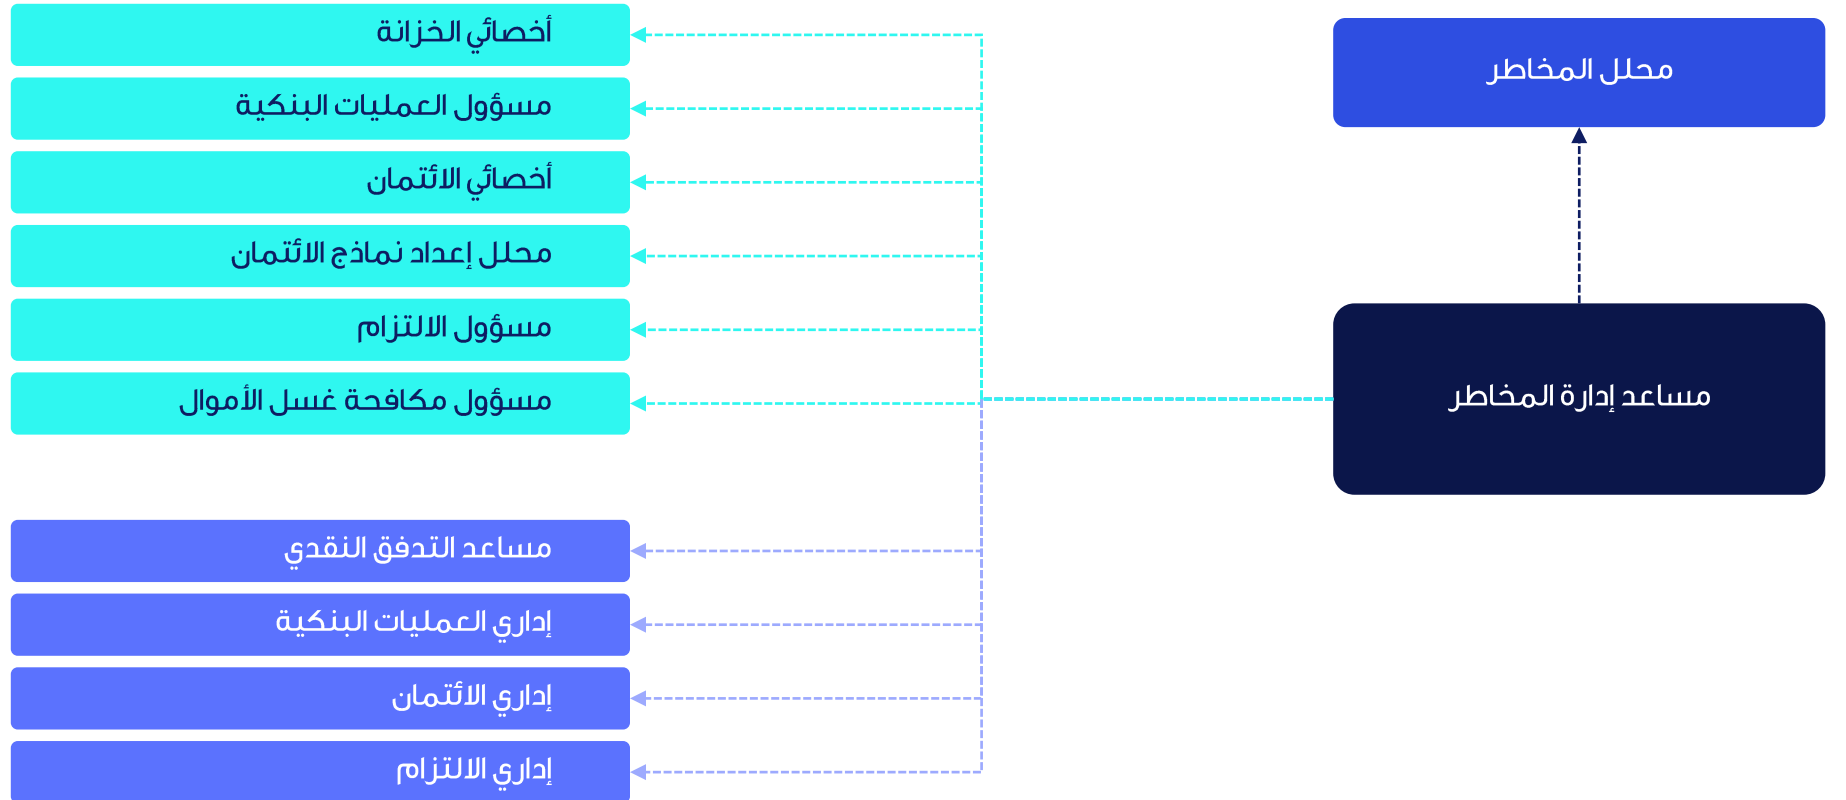 محلل المخاطر
مساعد إدارة المخاطر
أخصائي الخزانة
مسؤول العمليات البنكية
أخصائي الائتمان
محلل إعداد نماذج الائتمان
مسؤول الالتزام
مسؤول مكافحة غسل الأموال
مساعد التدفق النقدي
إداري العمليات البنكية
إداري الائتمان
إداري الالتزام